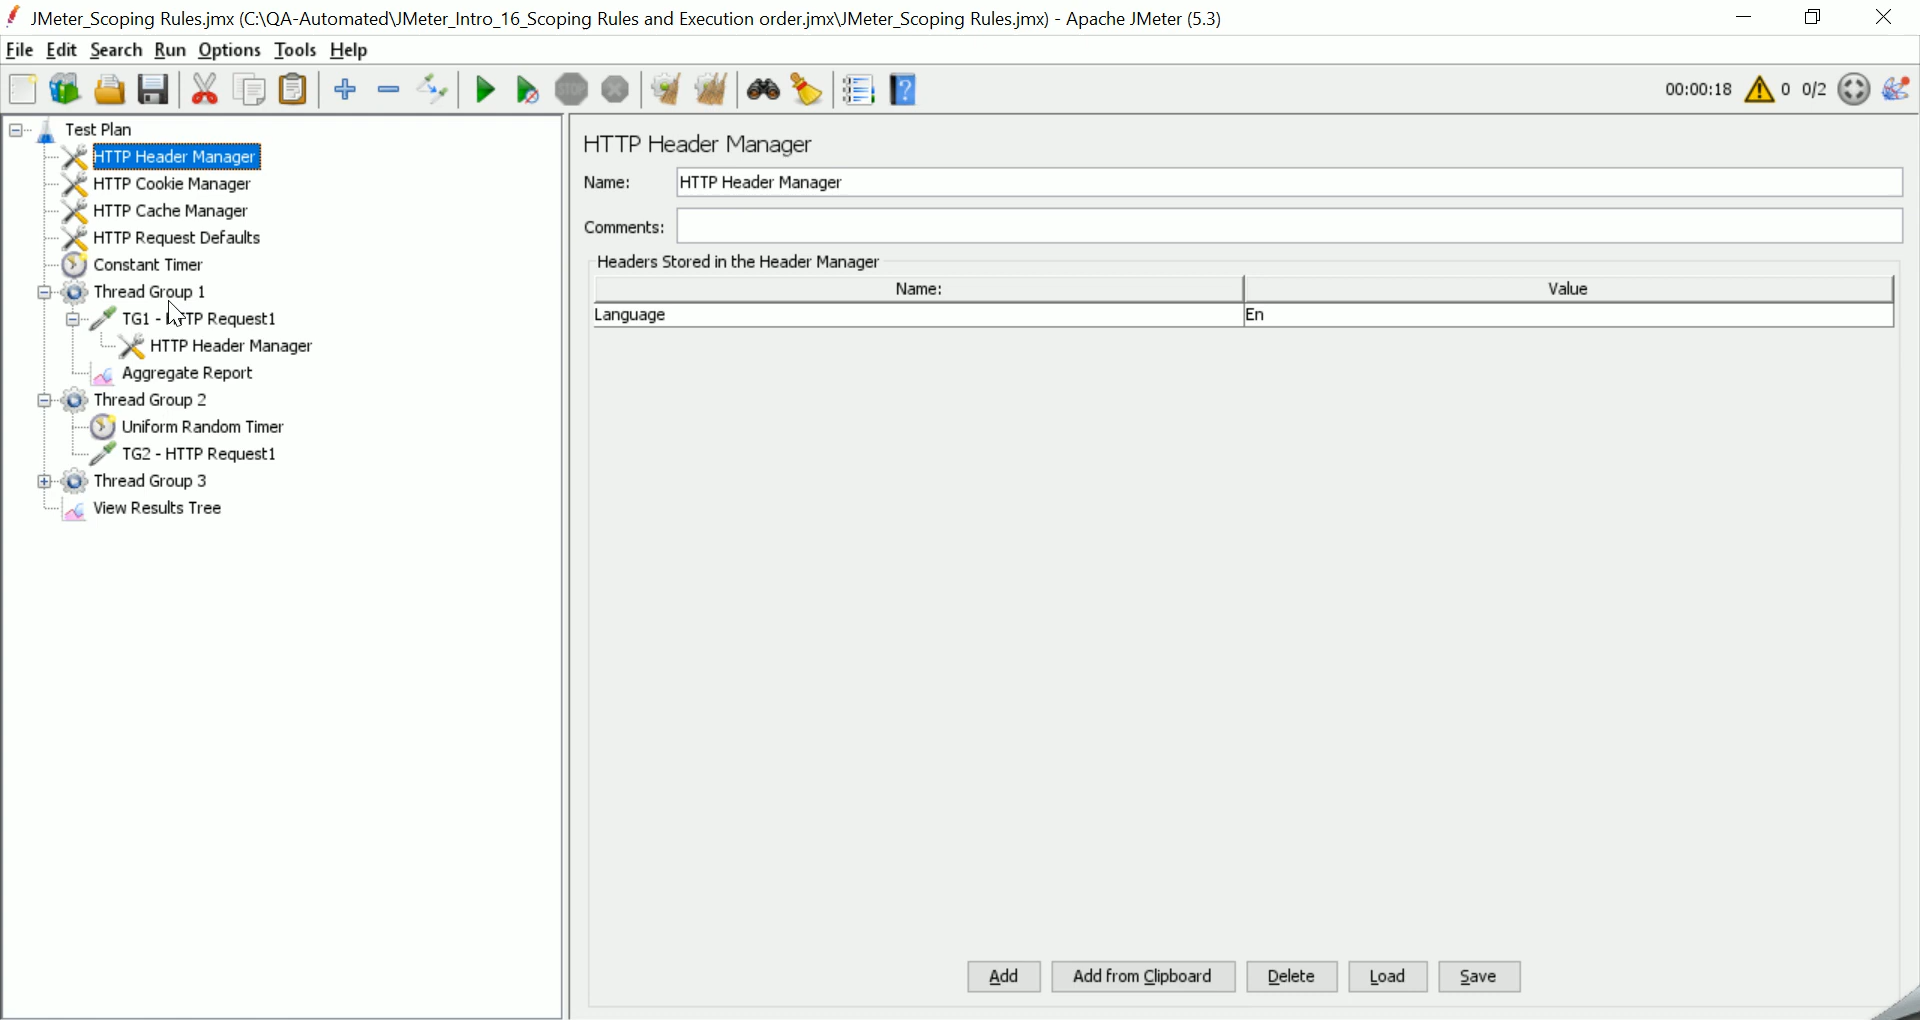 JMeter_Scoping Rules.jmx (C:\QA-Automated\JMeter_Intro_16_Scoping Rules and Execution order.jmx\JMeter_Scoping Rules.jmx) - Apache JMeter (5.3)
File Edit Search Run Options Tools Help
STOP
?
00:00:18 0 0/2
Test Plan
HTTP Header Manager
HTTP Cookie Manager
HTTP Cache Manager
HTTP Request Defaults
Constant Timer
Thread Group 1
TG1 - HTTP Request1
HTTP Header Manager
Aggregate Report
Thread Group 2
Uniform Random Timer
TG2 - HTTP Request1
Thread Group 3
View Results Tree
HTTP Header Manager
Name: HTTP Header Manager
Comments:
Headers Stored in the Header Manager
Name: Value
Language En
Add Add from Clipboard Delete Load Save